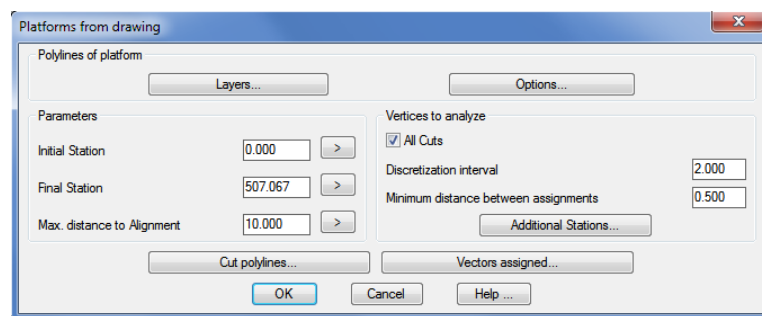 Platforms from drawing
Polylines of platform
Layers...
Options...
Parameters
Initial Station 0.000 >
Final Station 507.067 >
Max. distance to Alignment 10.000 >
Vertices to analyze
All Cuts
Discretization interval 2.000
Minimum distance between assignments 0.500
Additional Stations...
Cut polylines...
Vectors assigned...
OK
Cancel
Help ...